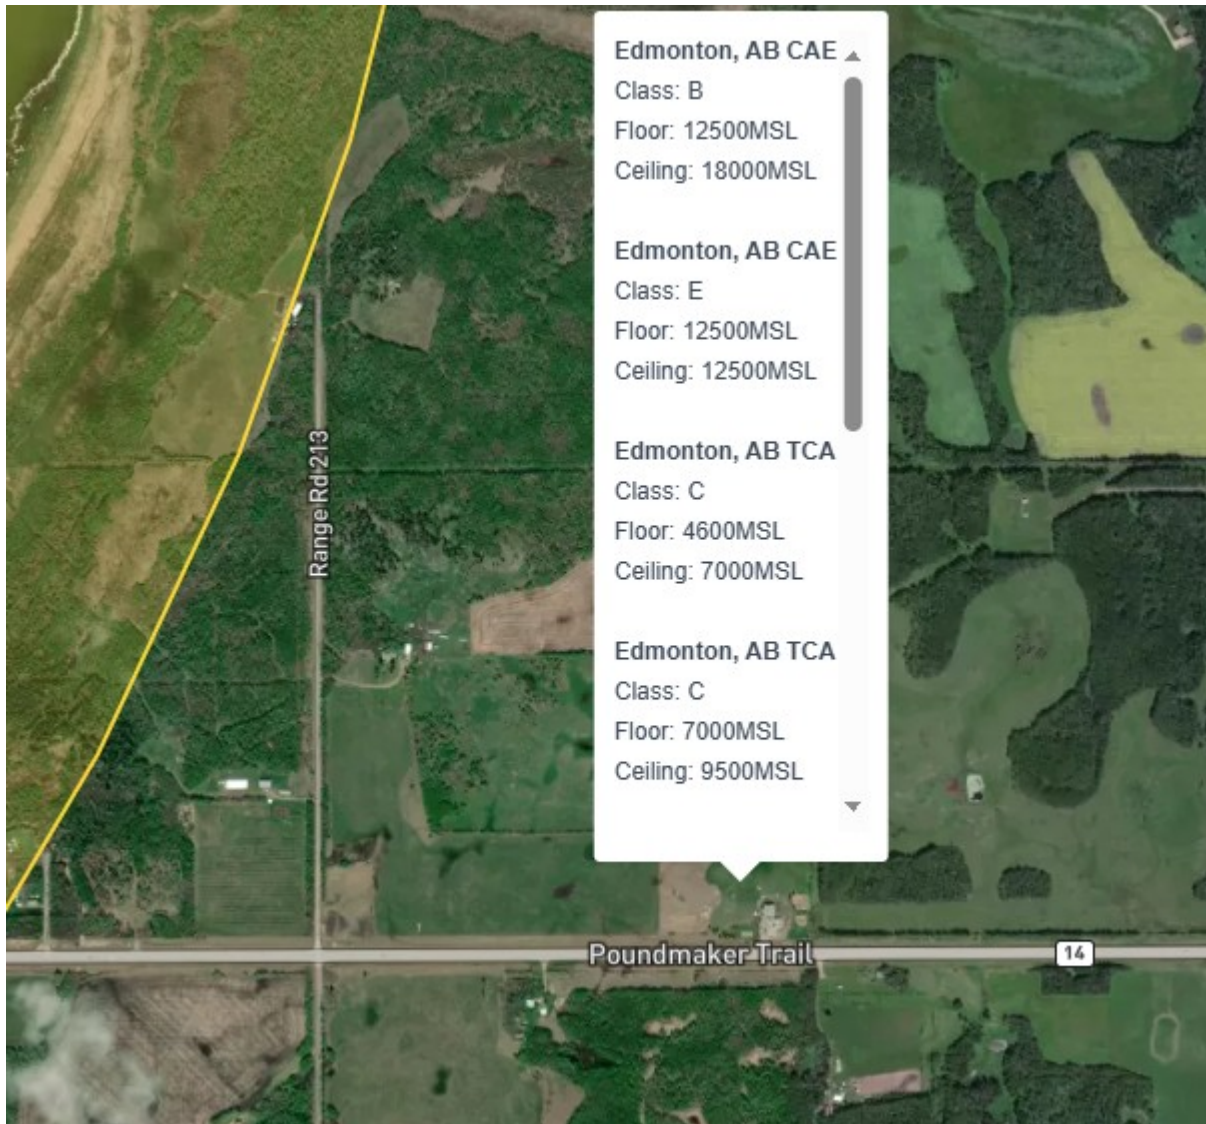 Edmonton, AB CAE
Class: B
Floor: 12500MSL
Ceiling: 18000MSL
Edmonton, AB CAE
Class: E
Floor: 12500MSL
Ceiling: 12500MSL
Edmonton, AB TCA
Class: C
Floor: 4600MSL
Ceiling: 7000MSL
Edmonton, AB TCA
Class: C
Floor: 7000MSL
Ceiling: 9500MSL
Range Rd 213
Poundmaker Trail
14